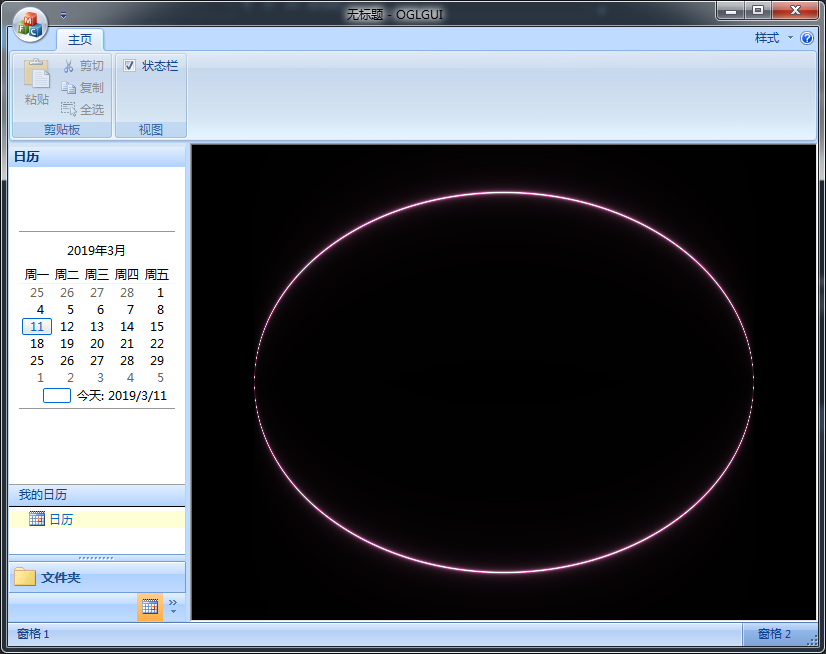 无标题 - OGLGUI
主页
样式
粘贴
剪切
复制
全选
剪贴板
状态栏
视图
日历
2019年3月
周一 周二 周三 周四 周五
25 26 27 28 1
4 5 6 7 8
11 12 13 14 15
18 19 20 21 22
25 26 27 28 29
1 2 3 4 5
今天: 2019/3/11
我的日历
日历
文件夹
窗格 1
窗格 2